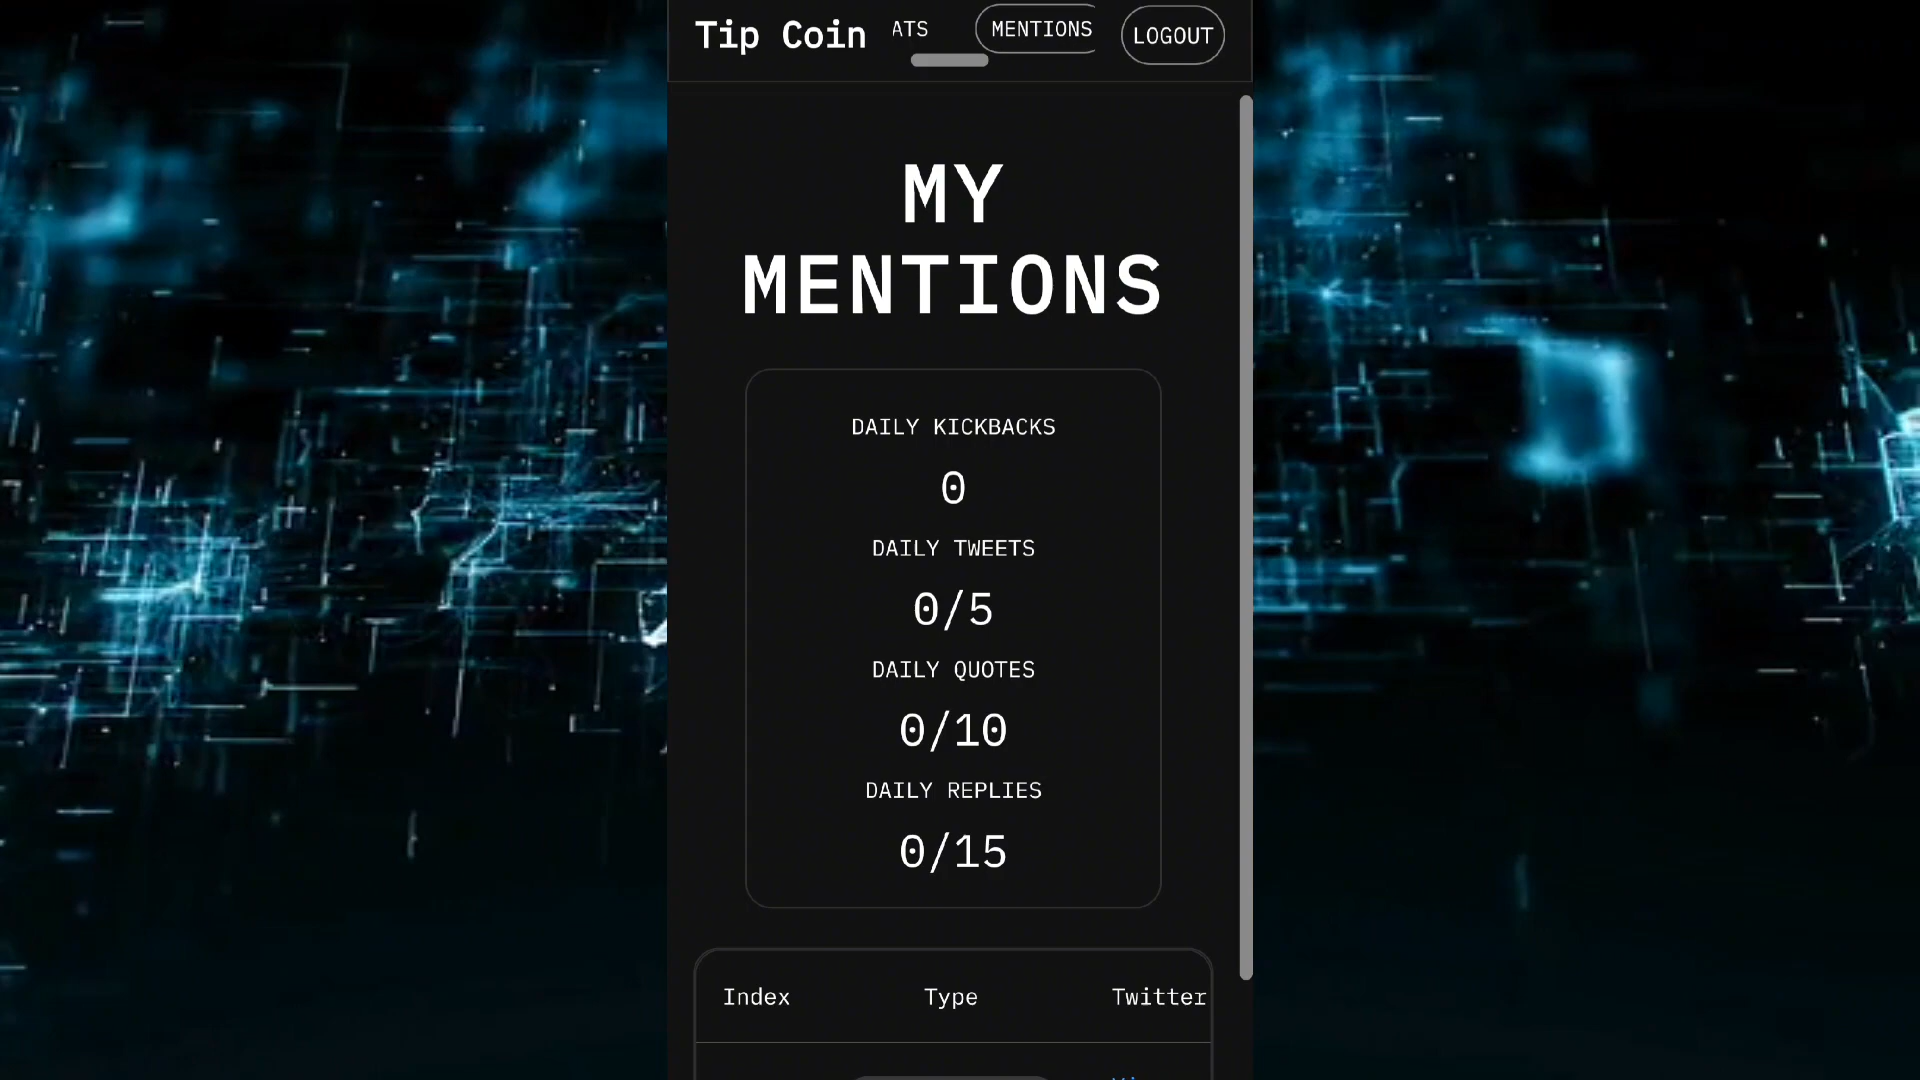 Tip Coin ATS MENTIONS LOGOUT
MY
MENTIONS
DAILY KICKBACKS
0
DAILY TWEETS
0/5
DAILY QUOTES
0/10
DAILY REPLIES
0/15
Index Type Twitter